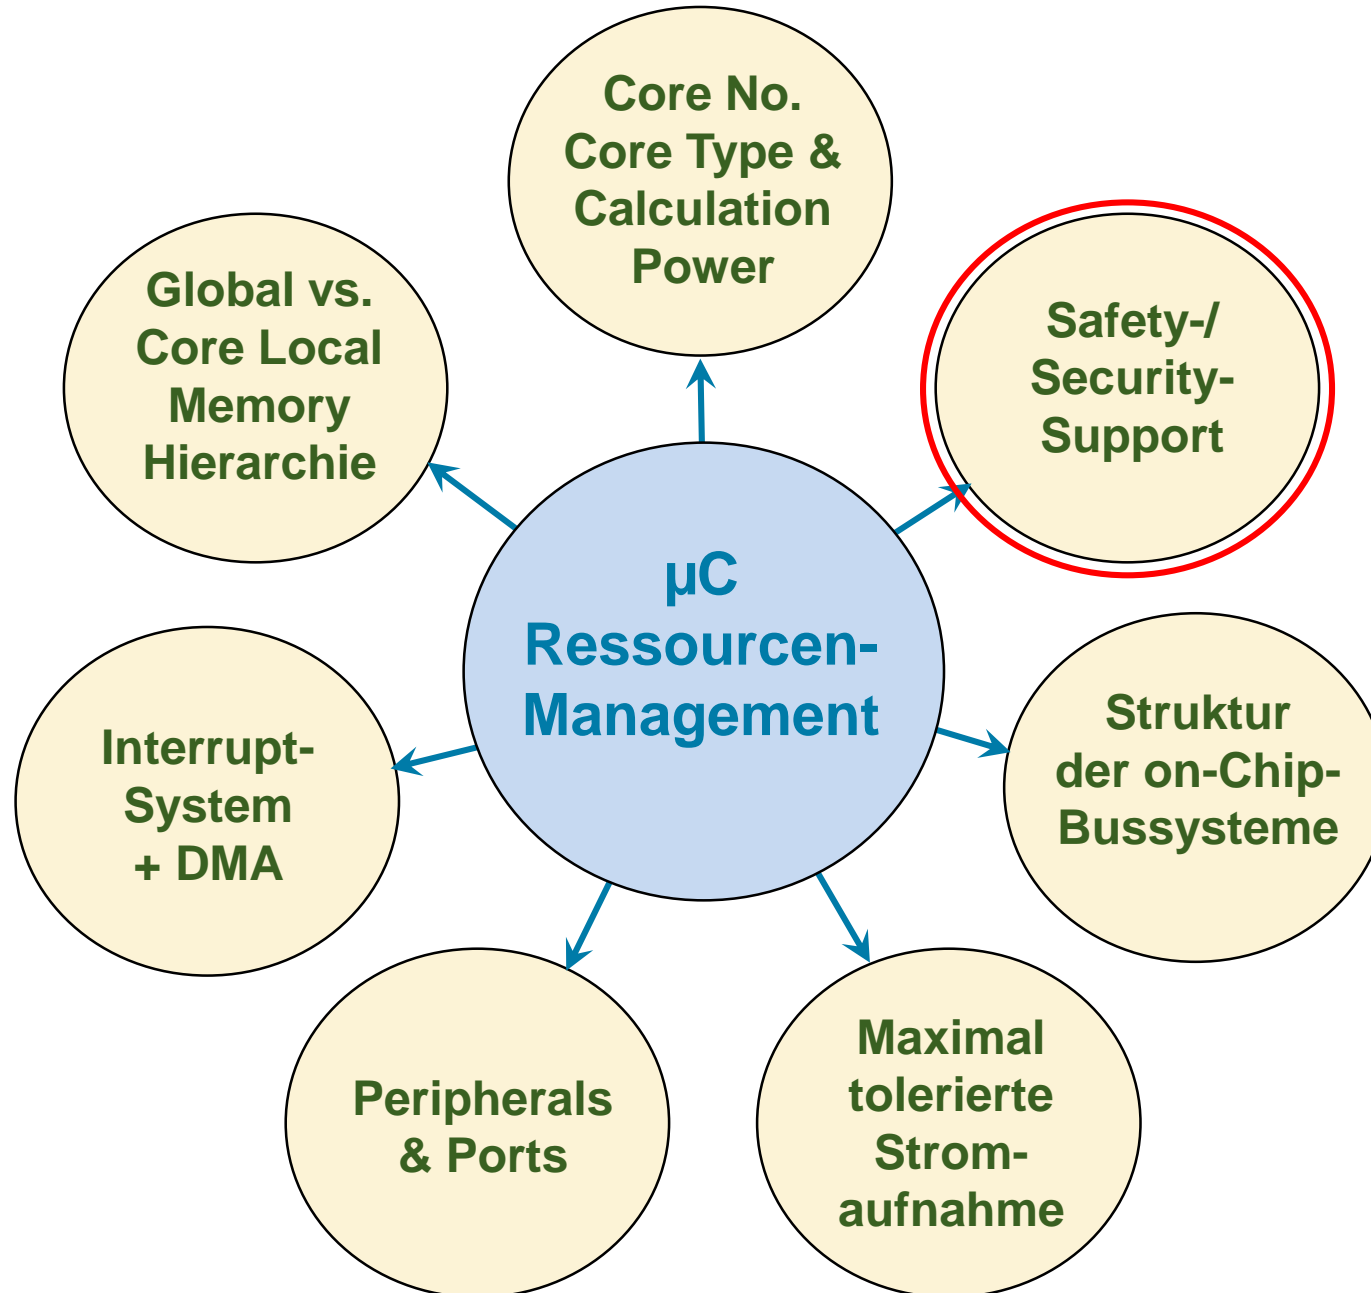 Core No.
Core Type &
Calculation
Power
Global vs.
Core Local
Memory
Hierarchie
Safety-/
Security-
Support
µC
Ressourcen-
Management
Interrupt-
System
+ DMA
Struktur
der on-Chip-
Bussysteme
Peripherals
& Ports
Maximal
tolerierte
Strom-
aufnahme